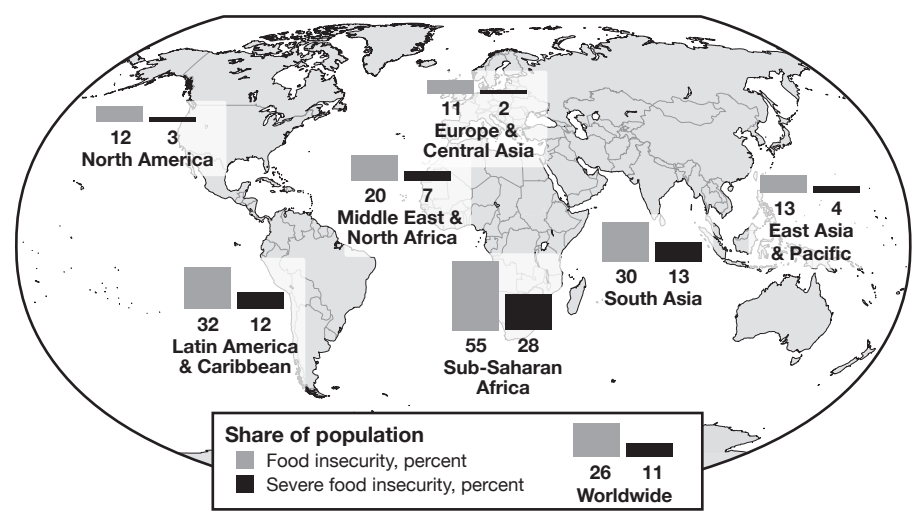 11 2
Europe &
Central Asia
12 3
North America
20 7
Middle East &
North Africa
13 4
East Asia
& Pacific
30 13
South Asia
32 12
Latin America
& Caribbean
55 28
Sub-Saharan
Africa
Share of population
Food insecurity, percent
Severe food insecurity, percent
26 11
Worldwide